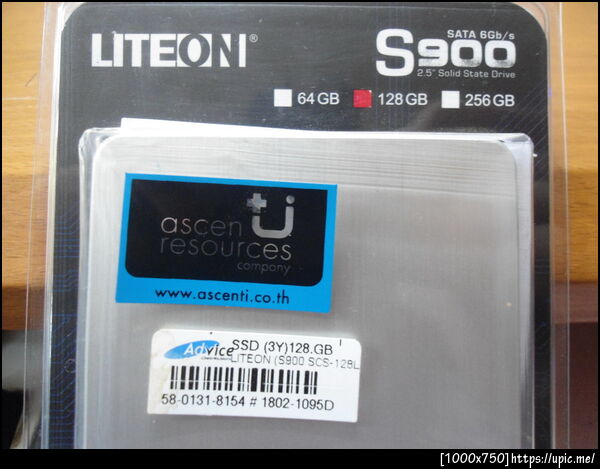 LITEON®
SATA 6Gb/s
S900
2.5" Solid State Drive
64 GB 128 GB 256 GB
ascenti
resources
company
www.ascenti.co.th
Advice SSD (3Y)128.GB
LITEON (S900 SCS-128L
58-0131-8154 # 1802-1095D
[1000x750]https://upic.me/